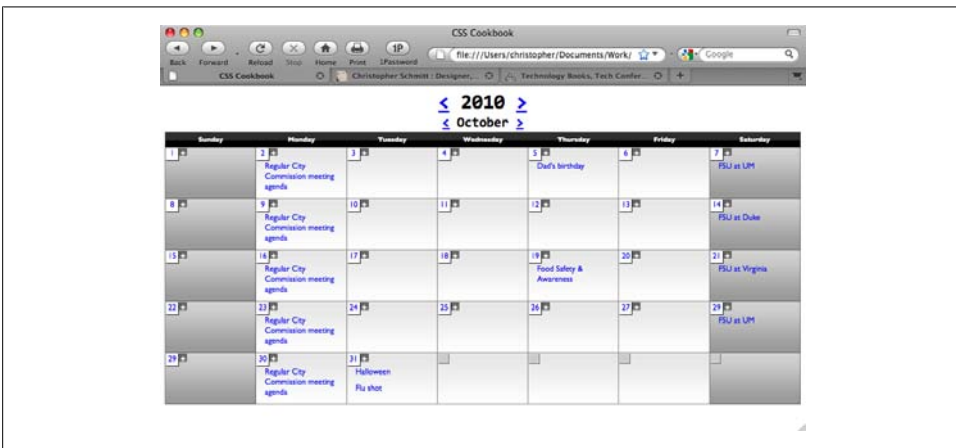 CSS Cookbook
Back Forward Reload Stop Home Print 1Password
file:///Users/christopher/Documents/Work/
Google
CSS Cookbook
Christopher Schmitt : Designer,...
Technology Books, Tech Confer...
< 2010 >
< October >
Sunday Monday Tuesday Wednesday Thursday Friday Saturday
1 + 2 + 3 + 4 + 5 + 6 + 7 +
Regular City Commission meeting agenda
Dad's birthday
FSU at UM
8 + 9 + 10 + 11 + 12 + 13 + 14 +
Regular City Commission meeting agenda
FSU at Duke
15 + 16 + 17 + 18 + 19 + 20 + 21 +
Regular City Commission meeting agenda
Food Safety & Awareness
FSU at Virginia
22 + 23 + 24 + 25 + 26 + 27 + 29 +
Regular City Commission meeting agenda
FSU at UM
29 + 30 + 31 +
Regular City Commission meeting agenda
Halloween
Flu shot